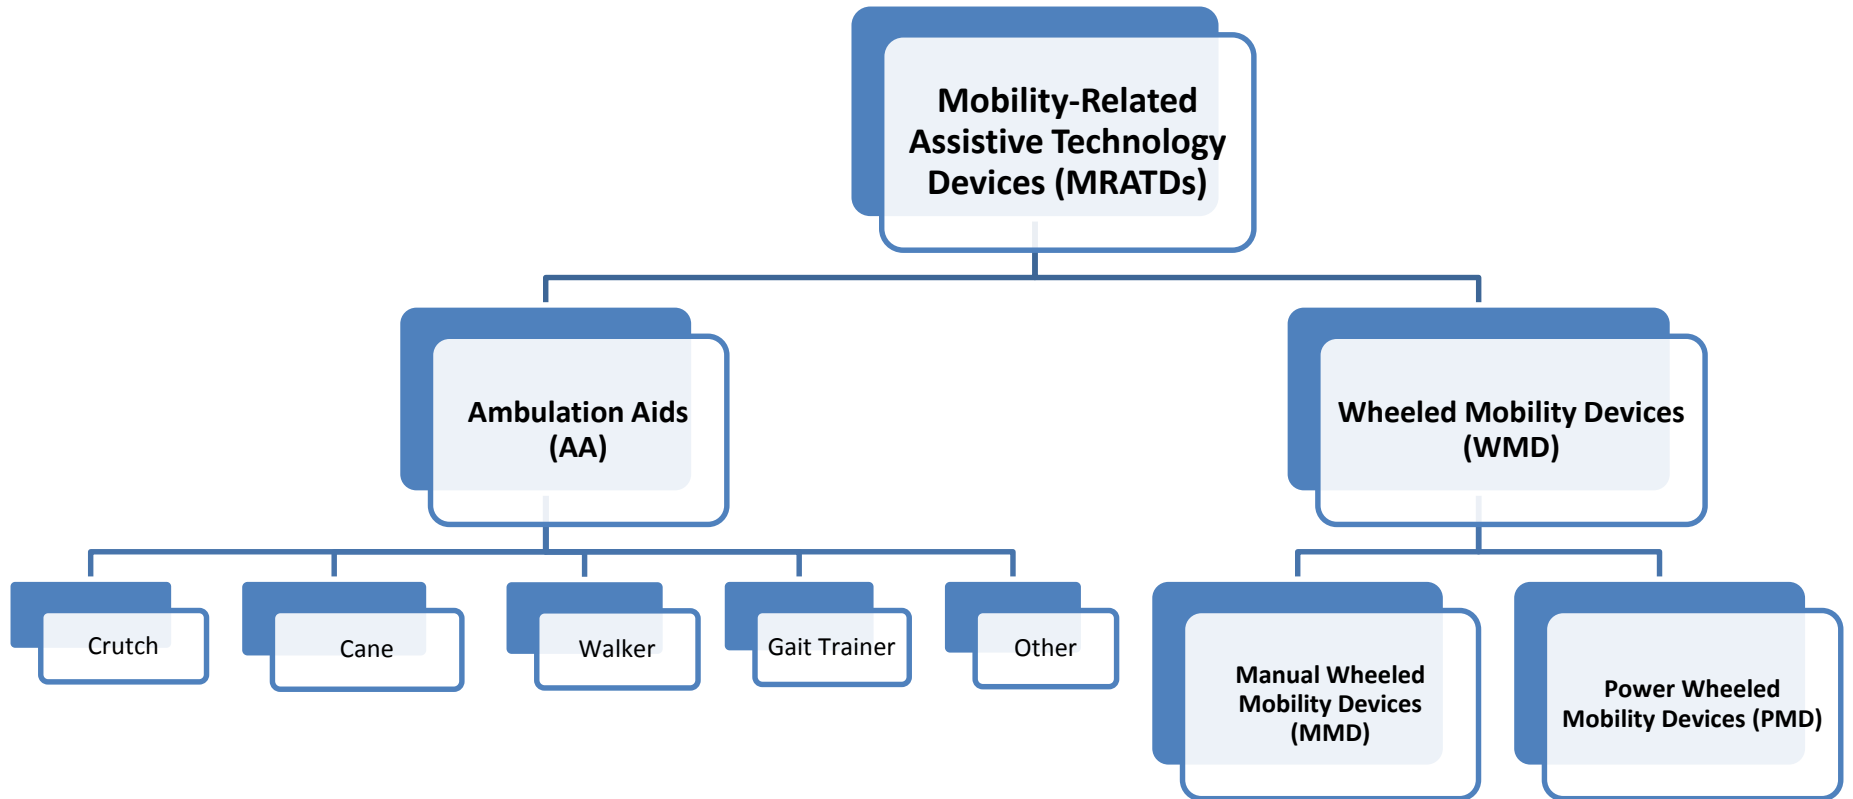 Mobility-Related
Assistive Technology
Devices (MRATDs)
Ambulation Aids
(AA)
Wheeled Mobility Devices
(WMD)
Crutch
Cane
Walker
Gait Trainer
Other
Manual Wheeled
Mobility Devices
(MMD)
Power Wheeled
Mobility Devices (PMD)